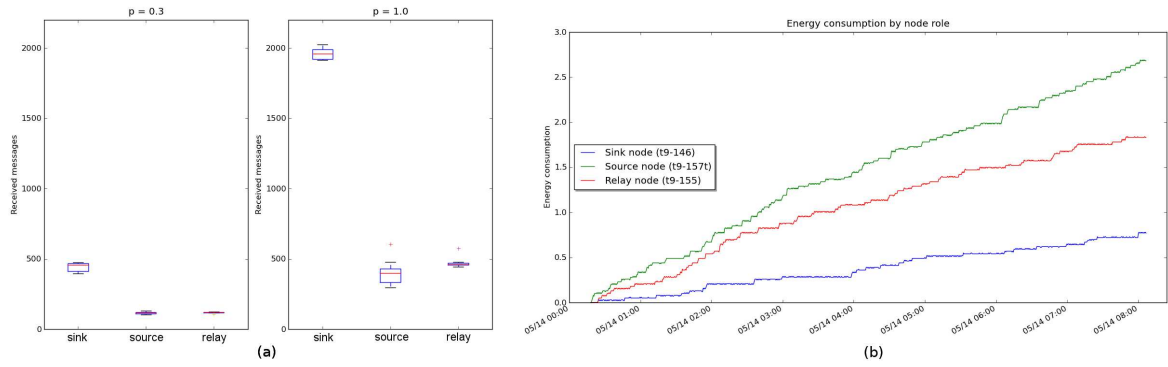 p = 0.3
p = 1.0
Received messages
2000
1500
1000
500
0
sink
source
relay
Received messages
2000
1500
1000
500
0
sink
source
relay
(a)
Energy consumption by node role
Energy consumption
3.0
2.5
2.0
1.5
1.0
0.5
0.0
Sink node (t9-146)
Source node (t9-157t)
Relay node (t9-155)
05/14 00:00
05/14 01:00
05/14 02:00
05/14 03:00
05/14 04:00
05/14 05:00
05/14 06:00
05/14 07:00
05/14 08:00
(b)